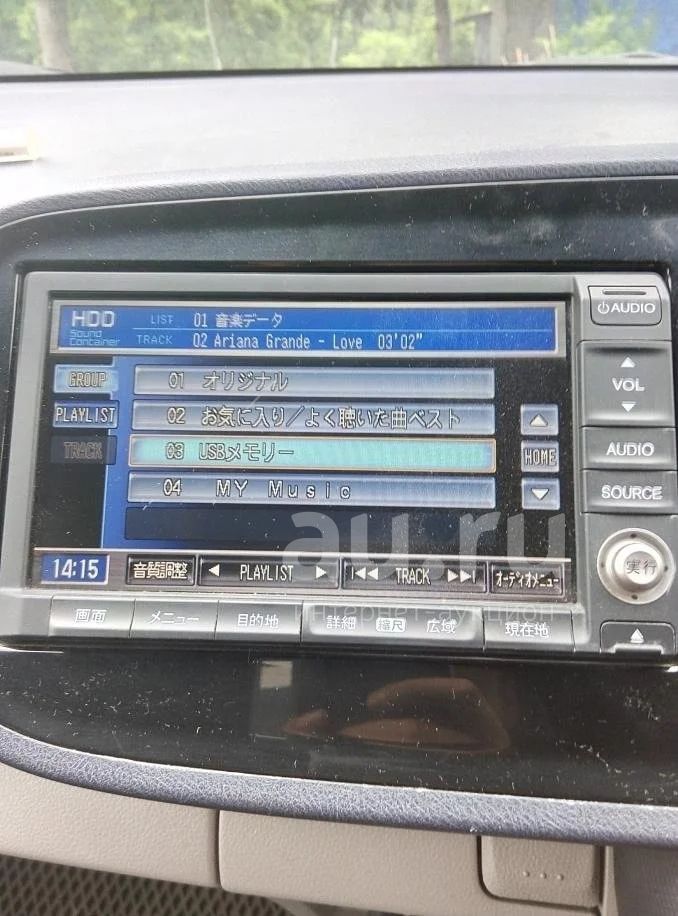 HDD
Sound
Container
LIST 01 音楽データ
TRACK 02 Ariana Grande - Love 03'02"
AUDIO
GROUP
01 オリジナル
PLAYLIST
02 お気に入り/よく聴いた曲ベスト
TRACK
03 USBメモリー
HOME
04 MY Music
VOL
AUDIO
SOURCE
実行
14:15
音質調整
PLAYLIST
TRACK
オーディオメニュー
画面
メニュー
目的地
詳細 縮尺 広域
現在地
au.ru
интернет-аукцион